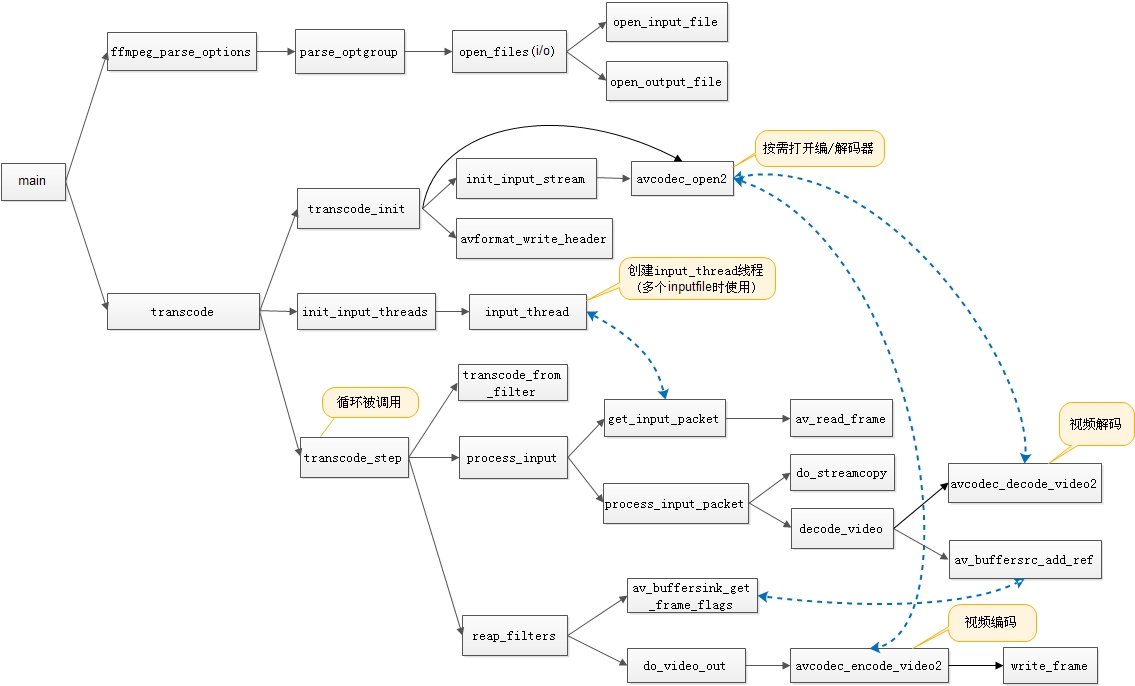 open_input_file
ffmpeg_parse_options
parse_optgroup
open_files(i/o)
open_output_file
main
按需打开编/解码器
init_input_stream
avcodec_open2
transcode_init
avformat_write_header
创建input_thread线程
(多个inputfile时使用)
transcode
init_input_threads
input_thread
transcode_from
_filter
循环被调用
get_input_packet
av_read_frame
视频解码
transcode_step
process_input
do_streamcopy
avcodec_decode_video2
process_input_packet
decode_video
av_buffersrc_add_ref
av_buffersink_get
_frame_flags
视频编码
reap_filters
do_video_out
avcodec_encode_video2
write_frame